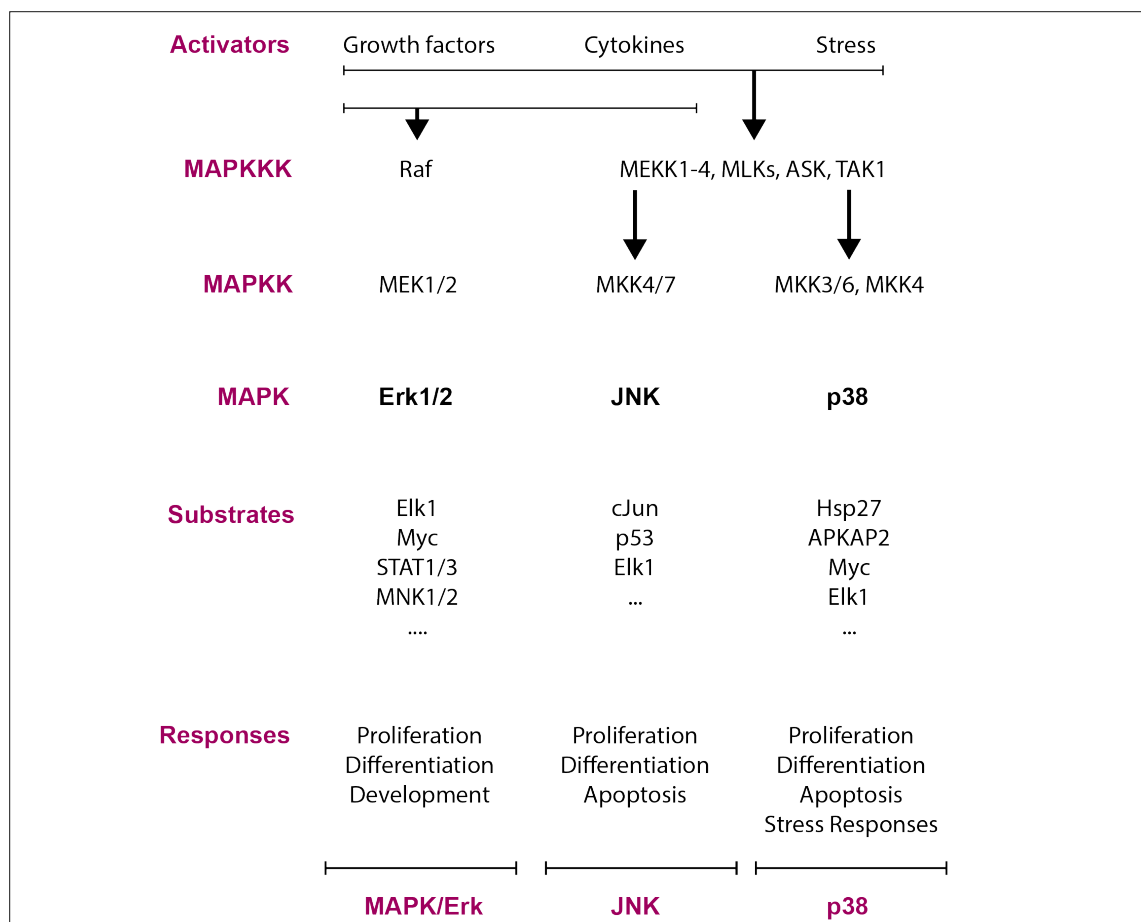 Activators Growth factors Cytokines Stress
MAPKKK Raf MEKK1-4, MLKs, ASK, TAK1
MAPKK MEK1/2 MKK4/7 MKK3/6, MKK4
MAPK Erk1/2 JNK p38
Substrates
Elk1 cJun Hsp27
Myc p53 APKAP2
STAT1/3 Elk1 Myc
MNK1/2 ... Elk1
.... ...
Responses Proliferation Proliferation Proliferation
Differentiation Differentiation Differentiation
Development Apoptosis Apoptosis
Stress Responses
MAPK/Erk JNK p38